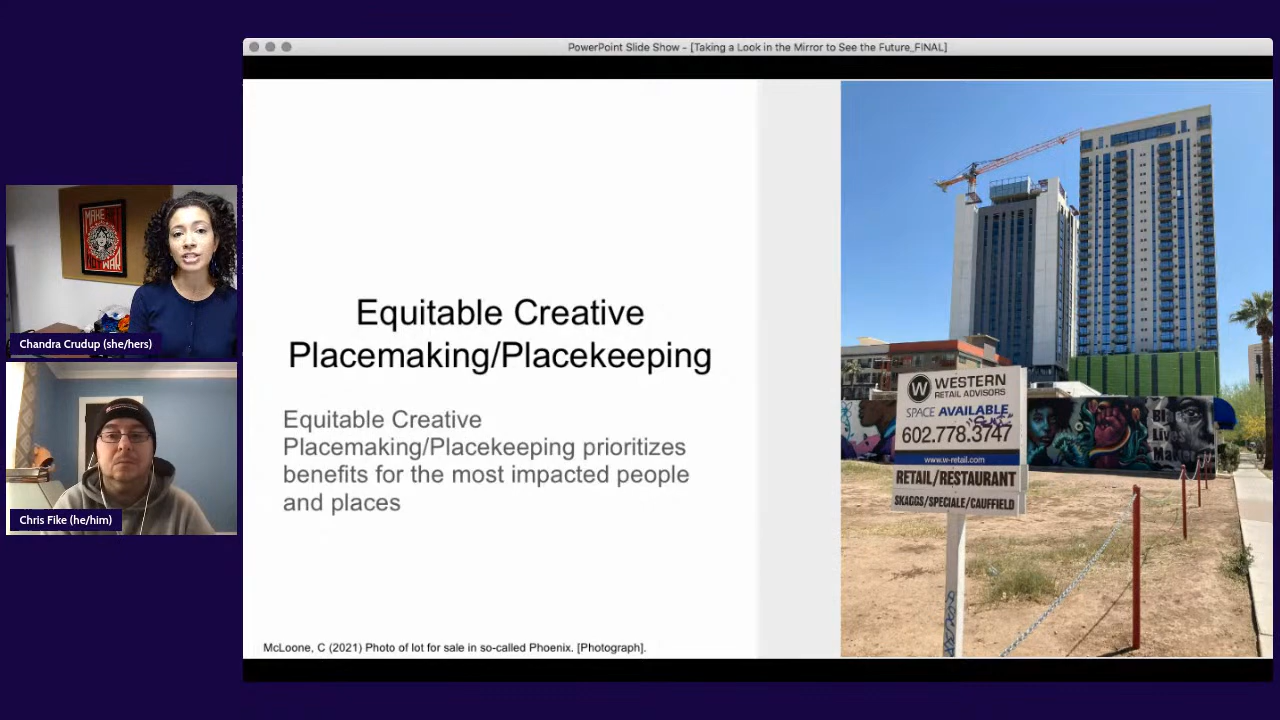 PowerPoint Slide Show - [Taking a Look in the Mirror to See the Future_FINAL]
MAKE
NOT WAR
Chandra Crudup (she/hers)
Chris Fike (he/him)
Equitable Creative
Placemaking/Placekeeping
Equitable Creative
Placemaking/Placekeeping prioritizes
benefits for the most impacted people
and places
McLoone, C (2021) Photo of lot for sale in so-called Phoenix. [Photograph].
W WESTERN
RETAIL ADVISORS
SPACE AVAILABLE
602.778.3747
www.w-retail.com
RETAIL/RESTAURANT
SKAGGS/SPECIALE/CAUFFIELD